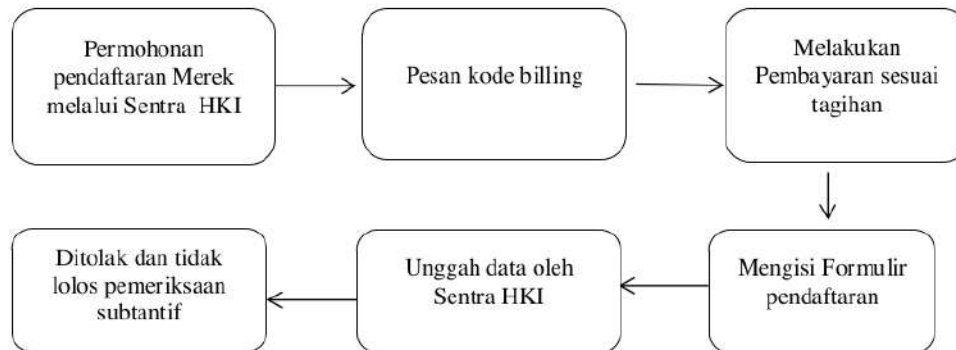 Permohonan
pendaftaran Merek
melalui Sentra HKI
Pesan kode billing
Melakukan
Pembayaran sesuai
tagihan
Mengisi Formulir
pendaftaran
Unggah data oleh
Sentra HKI
Ditolak dan tidak
lolos pemeriksaan
subtantif